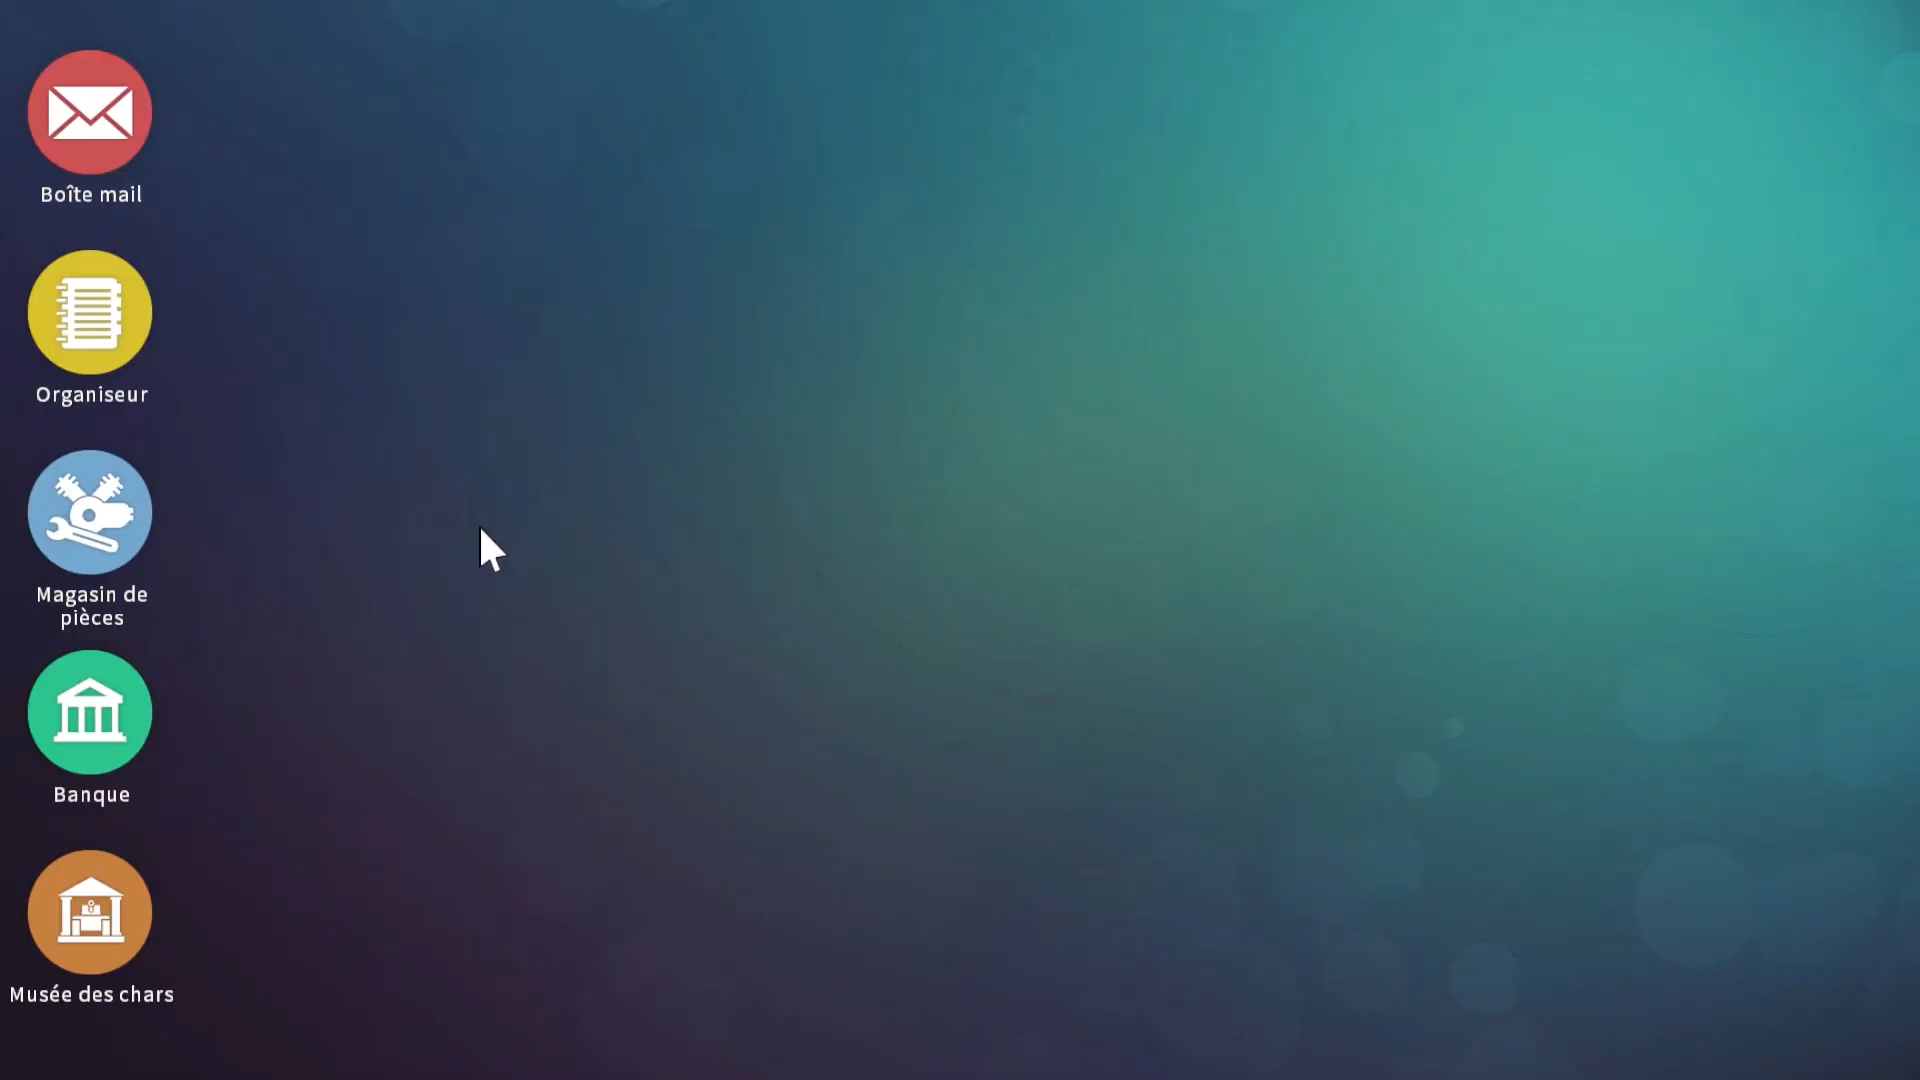 Boîte mail
Organiseur
Magasin de
pièces
Banque
Musée des chars